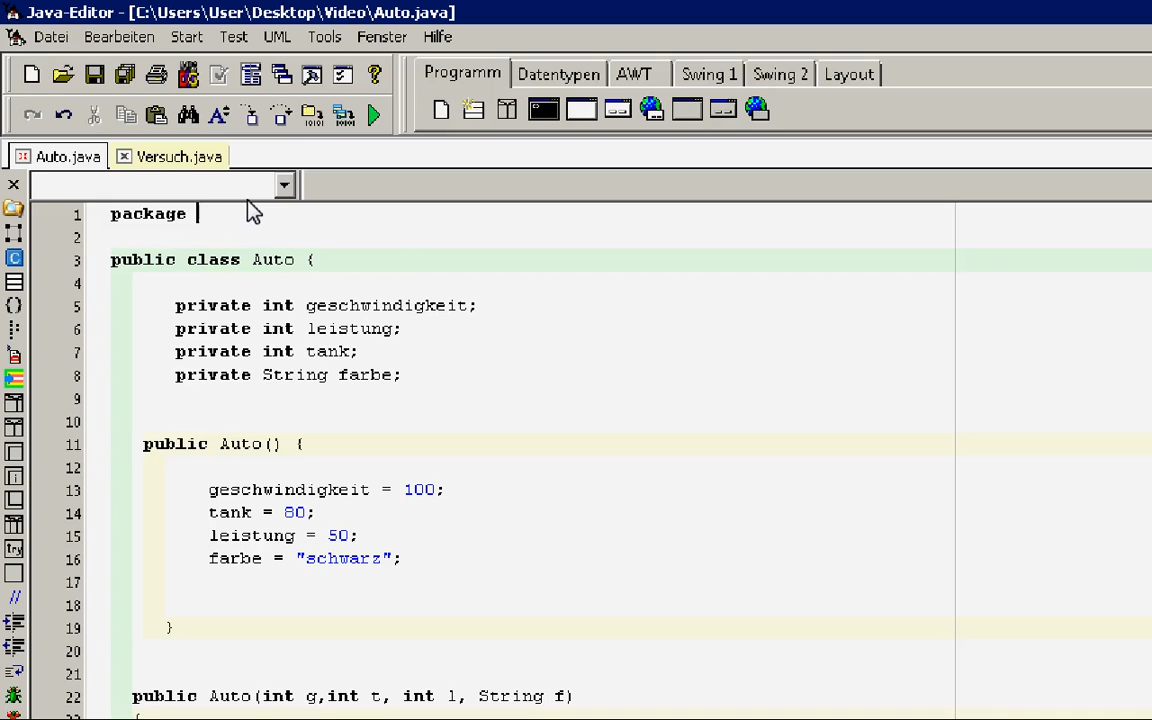 Java-Editor - [C:\Users\User\Desktop\Video\Auto.java]
Datei Bearbeiten Start Test UML Tools Fenster Hilfe
Programm Datentypen AWT Swing 1 Swing 2 Layout
Auto.java Versuch.java
1 package
2
3 public class Auto {
4
5 private int geschwindigkeit;
6 private int leistung;
7 private int tank;
8 private String farbe;
9
10
11 public Auto() {
12
13 geschwindigkeit = 100;
14 tank = 80;
15 leistung = 50;
16 farbe = "schwarz";
17
18
19 }
20
21
22 public Auto(int g,int t, int l, String f)
{